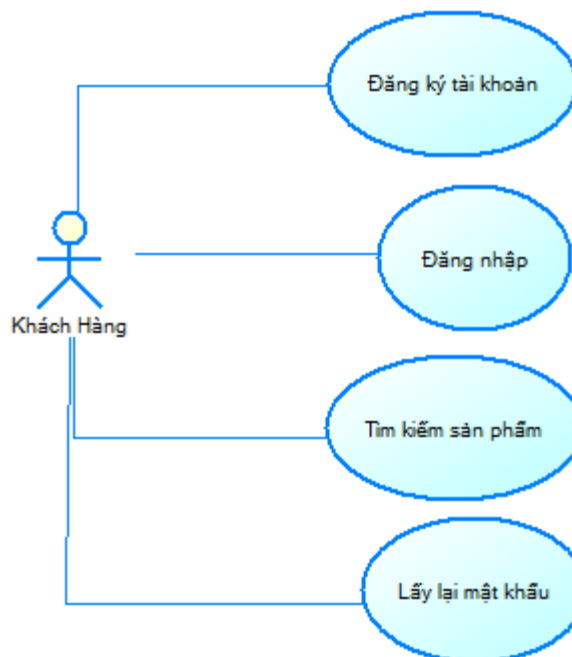 Đăng ký tài khoản
Đăng nhập
Khách Hàng
Tìm kiếm sản phẩm
Lấy lại mật khẩu